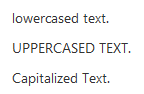 lowercased text.
UPPERCASED TEXT.
Capitalized Text.